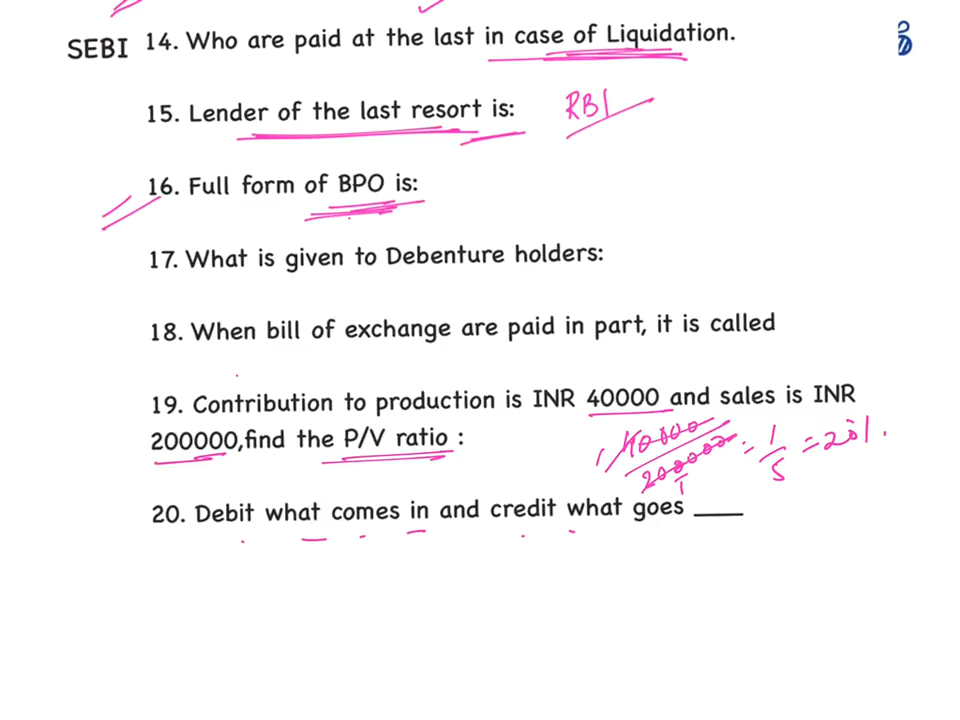 SEBI 14. Who are paid at the last in case of Liquidation.
15. Lender of the last resort is: RBI
16. Full form of BPO is:
17. What is given to Debenture holders:
18. When bill of exchange are paid in part, it is called
19. Contribution to production is INR 40000 and sales is INR
200000,find the P/V ratio :
40000/200000 = 1/5 = 20%.
20. Debit what comes in and credit what goes ____